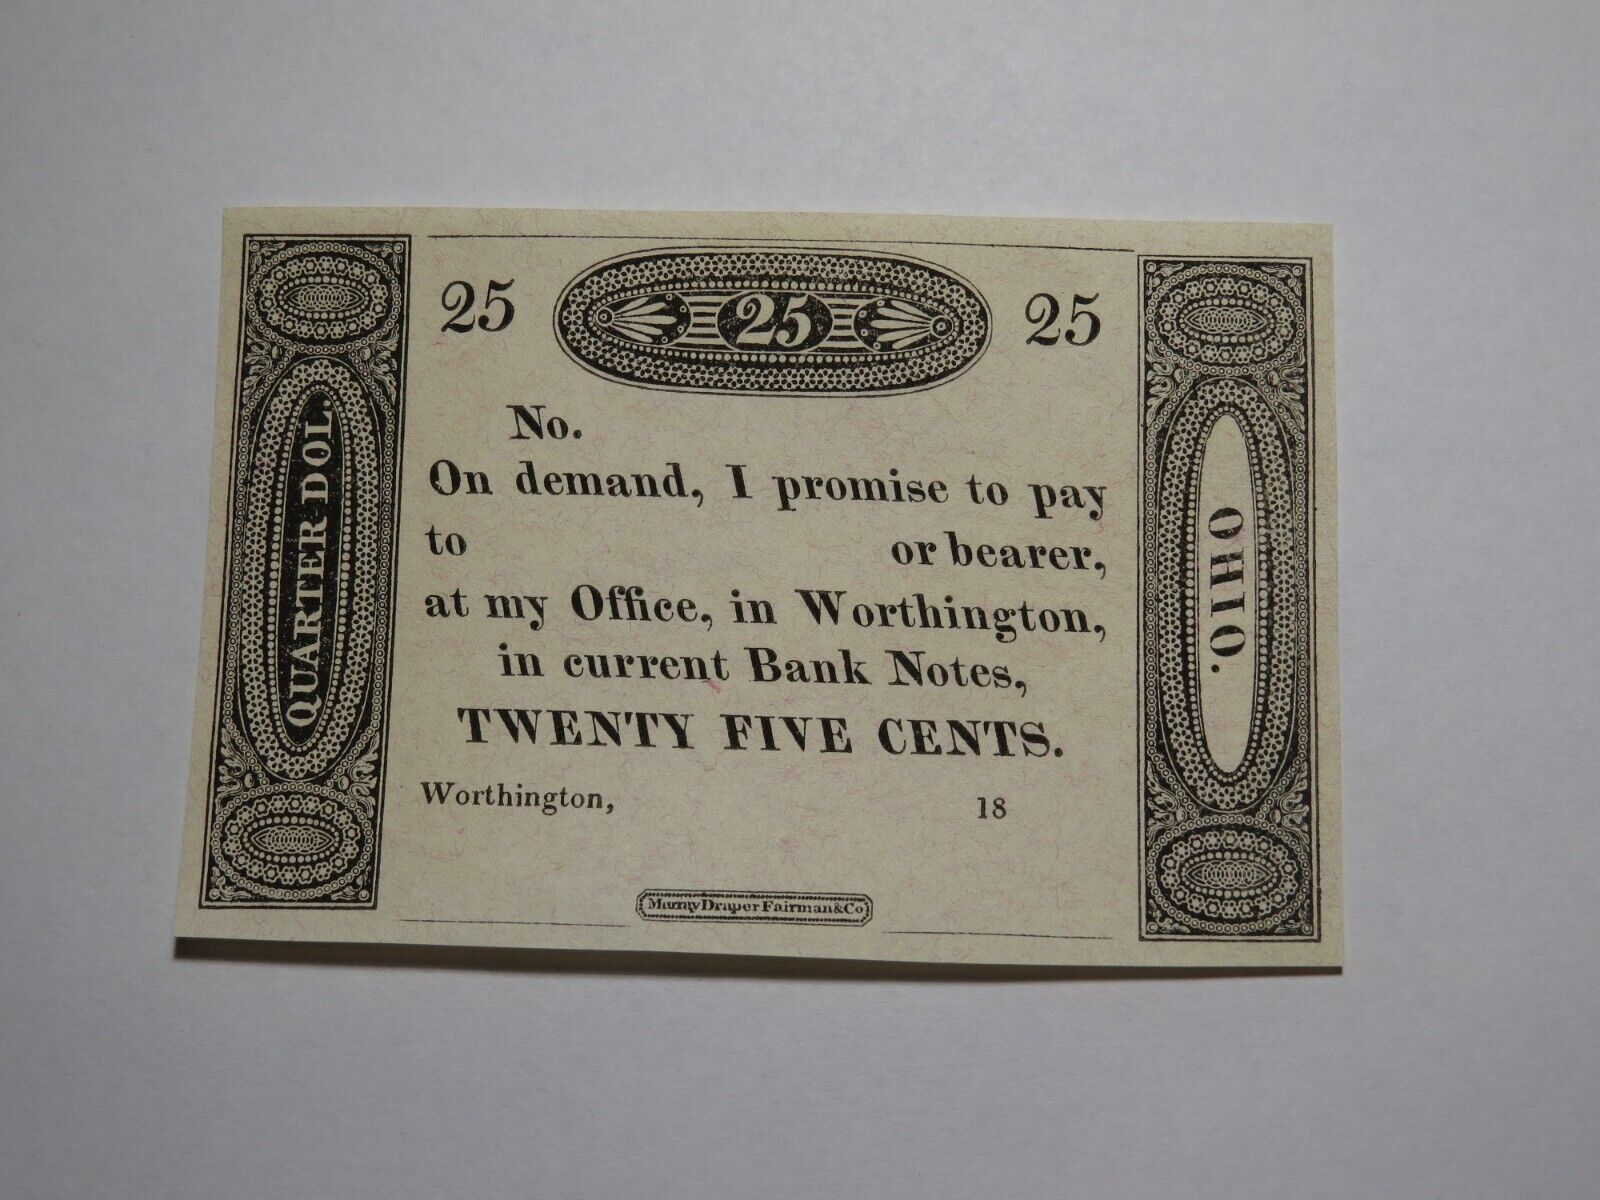 25 25 25
No.
On demand, I promise to pay
to or bearer,
at my Office, in Worthington,
in current Bank Notes,
TWENTY FIVE CENTS.
Worthington, 18
Murray Draper Fairman&Co
QUARTER DOL.
OHIO.